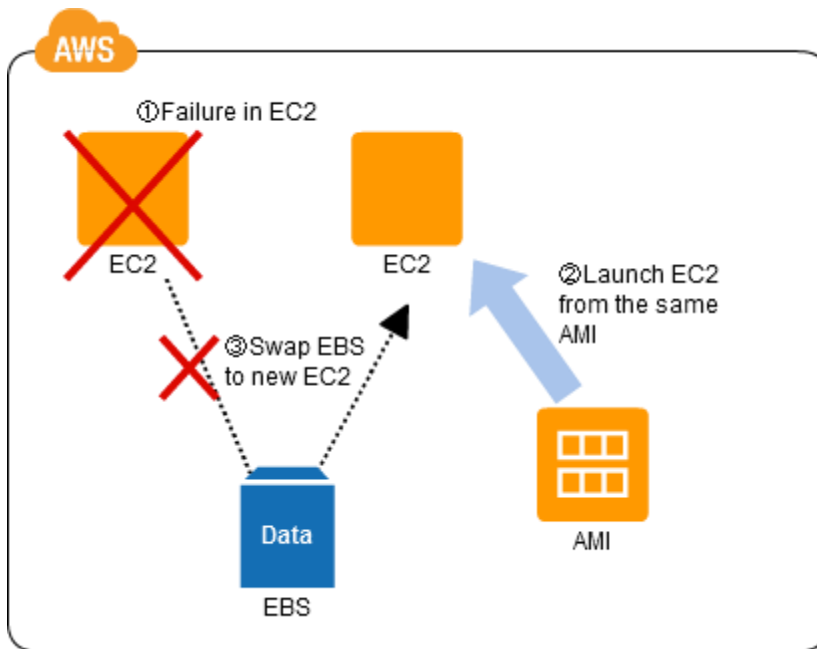 AWS
①Failure in EC2
EC2
EC2
②Launch EC2
from the same
AMI
③Swap EBS
to new EC2
Data
AMI
EBS